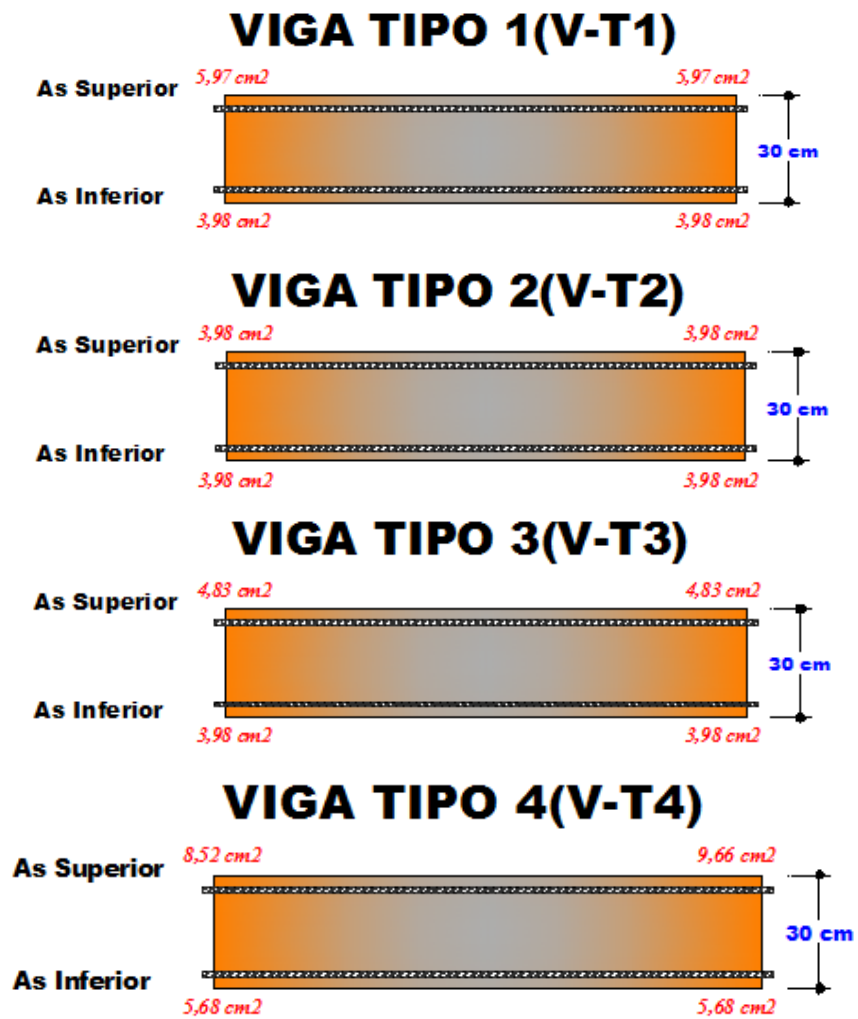 VIGA TIPO 1(V-T1)
5,97 cm2 5,97 cm2
As Superior
30 cm
As Inferior
3,98 cm2 3,98 cm2
VIGA TIPO 2(V-T2)
3,98 cm2 3,98 cm2
As Superior
30 cm
As Inferior
3,98 cm2 3,98 cm2
VIGA TIPO 3(V-T3)
4,83 cm2 4,83 cm2
As Superior
30 cm
As Inferior
3,98 cm2 3,98 cm2
VIGA TIPO 4(V-T4)
8,52 cm2 9,66 cm2
As Superior
30 cm
As Inferior
5,68 cm2 5,68 cm2